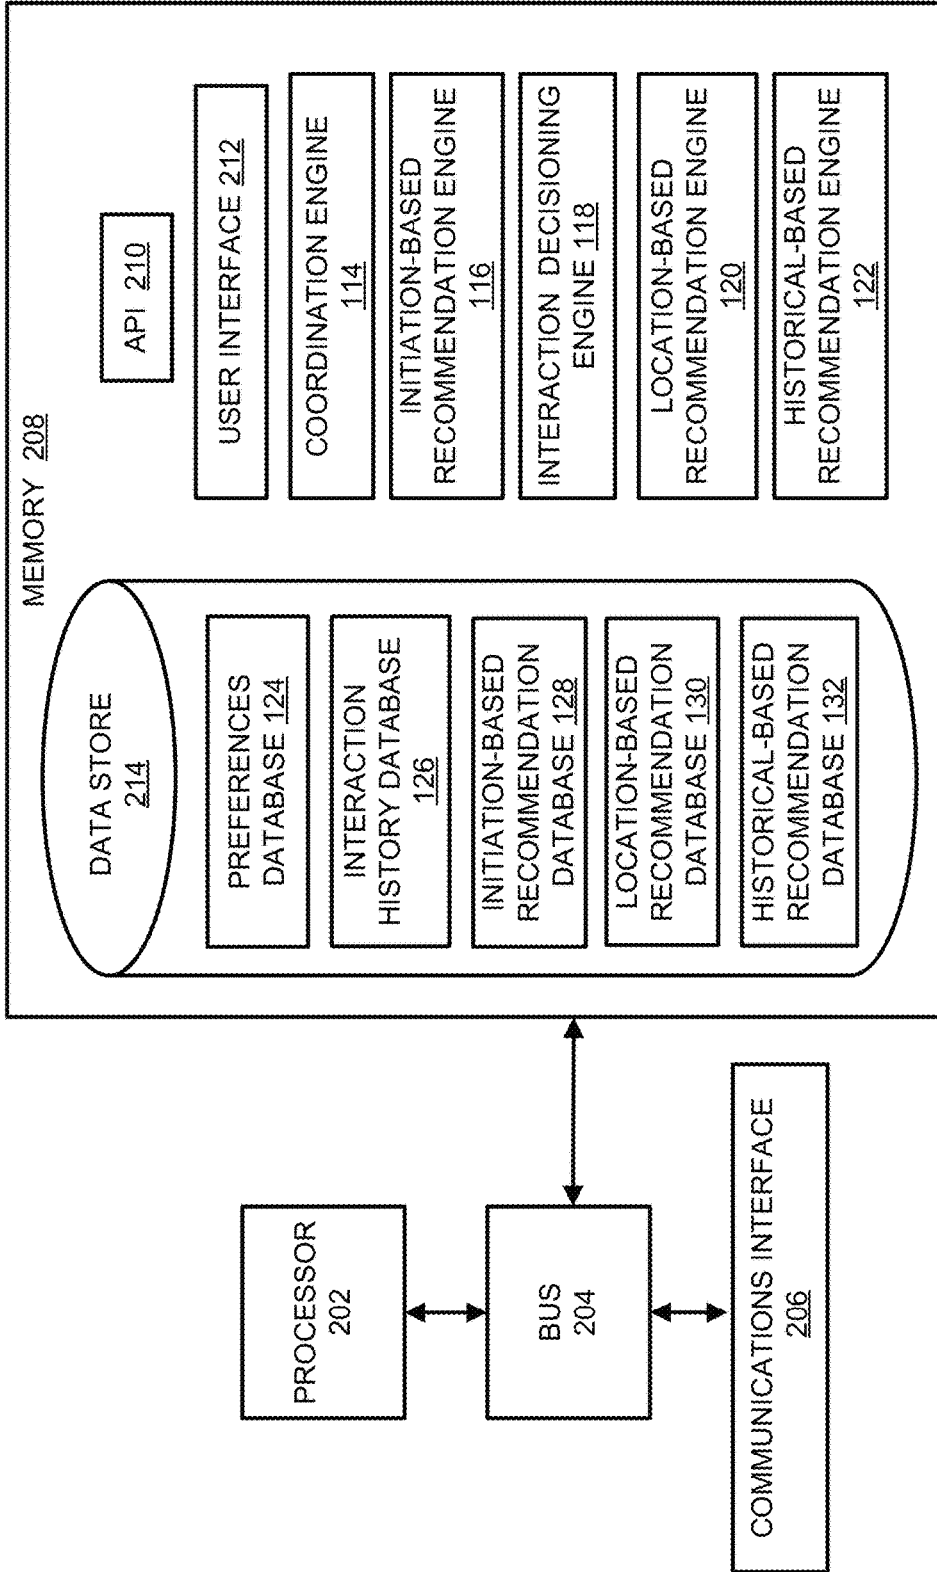 PROCESSOR
202
BUS
204
COMMUNICATIONS INTERFACE
206
MEMORY 208
DATA STORE
214
PREFERENCES
DATABASE 124
INTERACTION
HISTORY DATABASE
126
INITIATION-BASED
RECOMMENDATION
DATABASE 128
LOCATION-BASED
RECOMMENDATION
DATABASE 130
HISTORICAL-BASED
RECOMMENDATION
DATABASE 132
API 210
USER INTERFACE 212
COORDINATION ENGINE
114
INITIATION-BASED
RECOMMENDATION ENGINE
116
INTERACTION DECISIONING
ENGINE 118
LOCATION-BASED
RECOMMENDATION ENGINE
120
HISTORICAL-BASED
RECOMMENDATION ENGINE
122